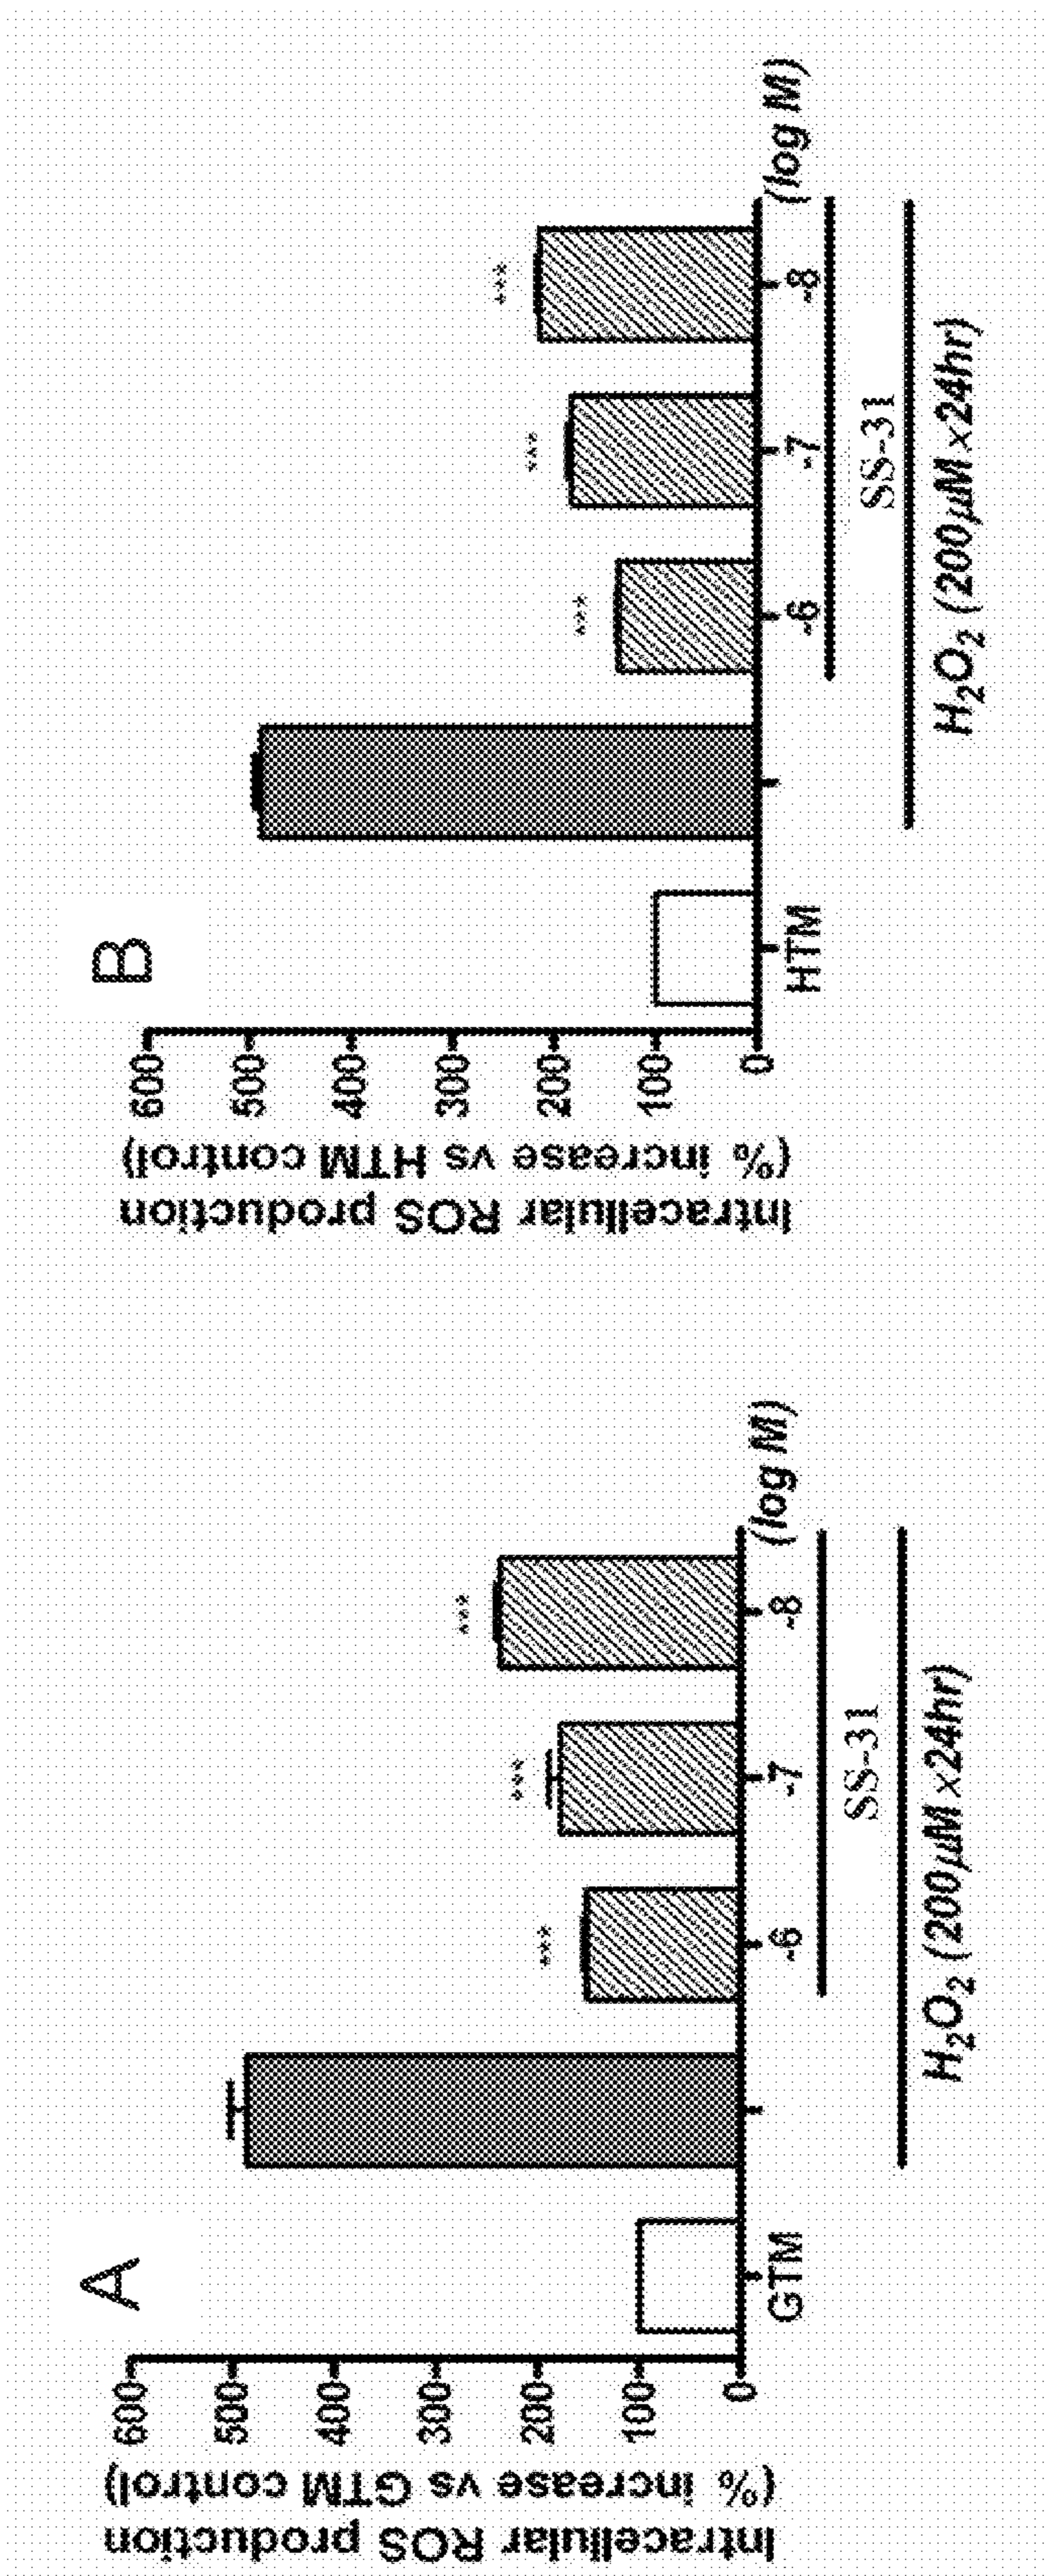 A
Intracellular ROS production
(% increase vs GTM control)
600
500
400
300
200
100
0
GTM
***
***
***
-6
-7
-8
(log M)
SS-31
H₂O₂ (200μM×24hr)
B
Intracellular ROS production
(% increase vs HTM control)
600
500
400
300
200
100
0
HTM
***
***
***
-6
-7
-8
(log M)
SS-31
H₂O₂ (200μM×24hr)